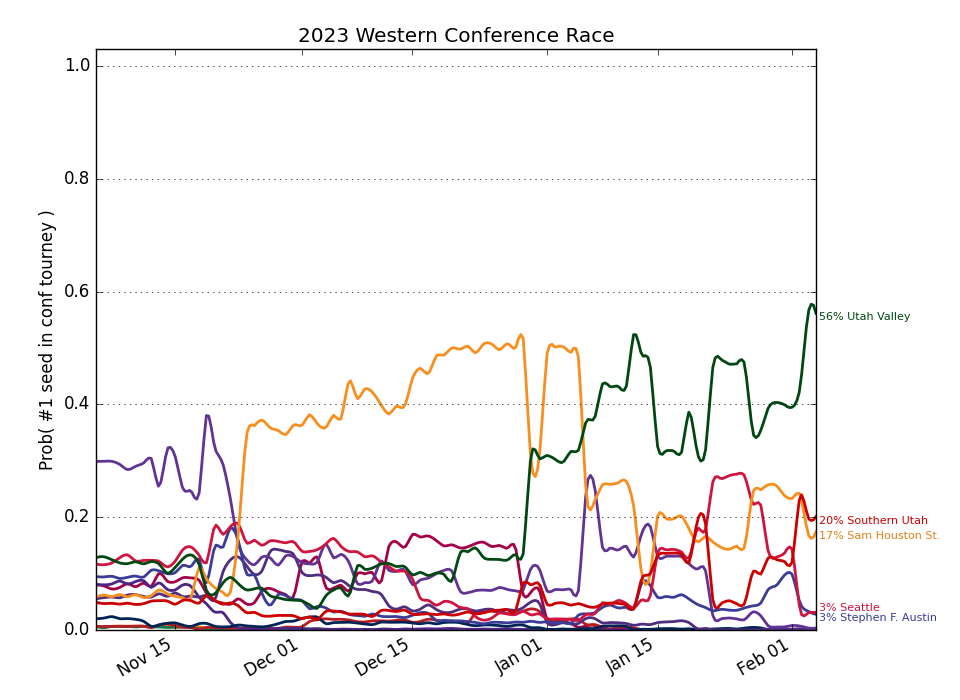 2023 Western Conference Race
Prob( #1 seed in conf tourney )
1.0
0.8
0.6
0.4
0.2
0.0
Nov 15
Dec 01
Dec 15
Jan 01
Jan 15
Feb 01
56% Utah Valley
20% Southern Utah
17% Sam Houston St.
3% Seattle
3% Stephen F. Austin